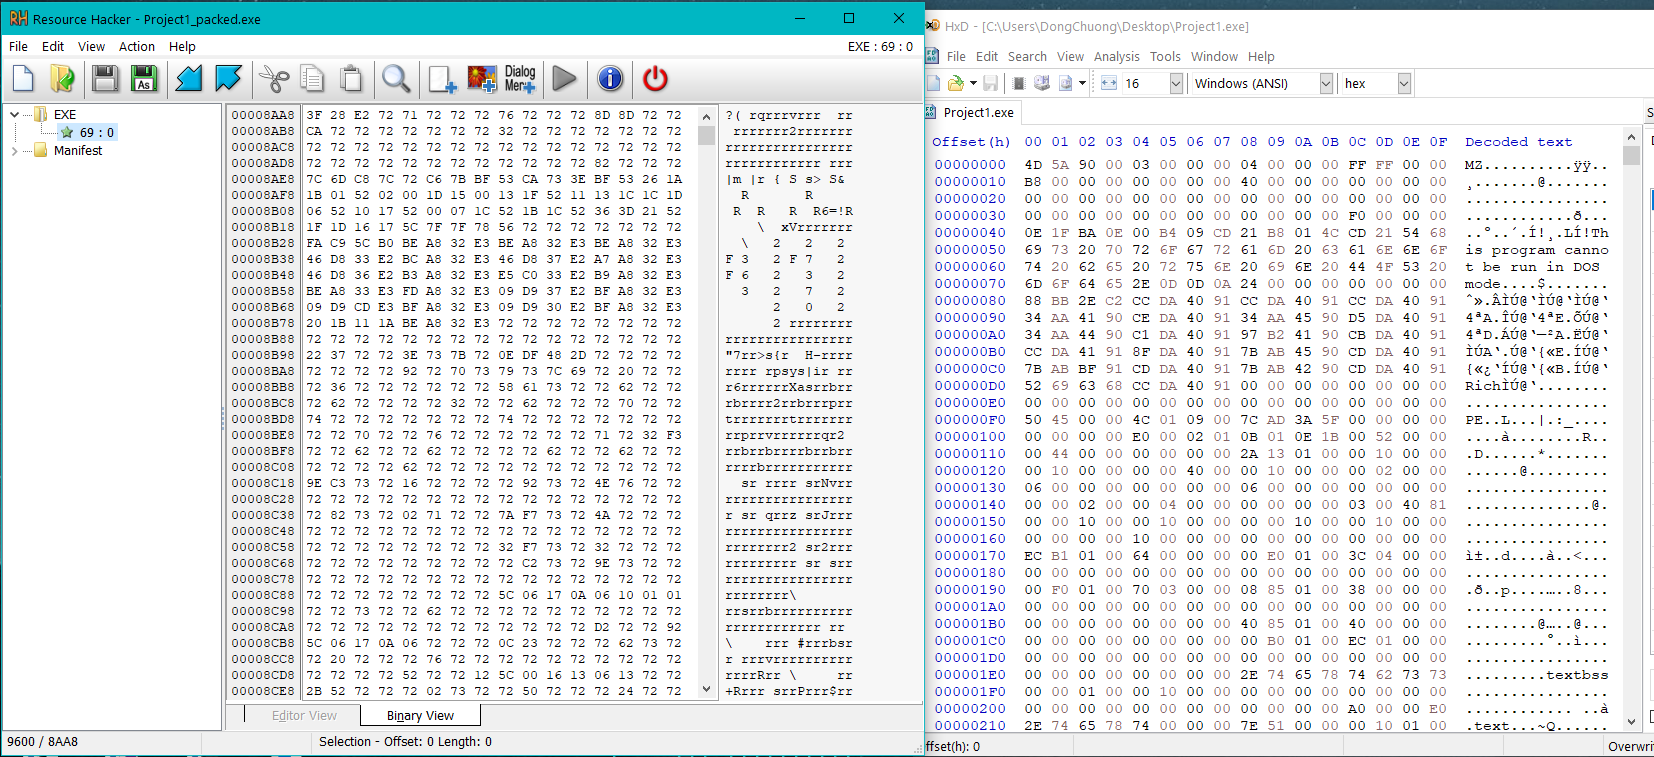 Resource Hacker - Project1_packed.exe
File Edit View Action Help
EXE : 69 : 0
Dialog
Mer+
EXE
69 : 0
Manifest
00008AA8 3F 28 E2 72 71 72 72 72 76 72 72 72 8D 8D 72 72
00008AB8 CA 72 72 72 72 72 72 72 32 72 72 72 72 72 72 72
00008AC8 72 72 72 72 72 72 72 72 72 72 72 72 72 72 72 72
00008AD8 72 72 72 72 72 72 72 72 72 72 72 72 82 72 72 72
00008AE8 7C 6D C8 7C 72 C6 7B BF 53 CA 73 3E BF 53 26 1A
00008AF8 1B 01 52 02 00 1D 15 00 13 1F 52 11 13 1C 1C 1D
00008B08 06 52 10 17 52 00 07 1C 52 1B 1C 52 36 3D 21 52
00008B18 1F 1D 16 17 5C 7F 7F 78 56 72 72 72 72 72 72 72
00008B28 FA C9 5C B0 BE A8 32 E3 BE A8 32 E3 BE A8 32 E3
00008B38 46 D8 33 E2 BC A8 32 E3 46 D8 37 E2 A7 A8 32 E3
00008B48 46 D8 36 E2 B3 A8 32 E3 E5 C0 33 E2 B9 A8 32 E3
00008B58 BE A8 33 E3 FD A8 32 E3 09 D9 37 E2 BF A8 32 E3
00008B68 09 D9 CD E3 BF A8 32 E3 09 D9 30 E2 BF A8 32 E3
00008B78 20 1B 11 1A BE A8 32 E3 72 72 72 72 72 72 72 72
00008B88 72 72 72 72 72 72 72 72 72 72 72 72 72 72 72 72
00008B98 22 37 72 72 3E 73 7B 72 0E DF 48 2D 72 72 72 72
00008BA8 72 72 72 72 92 72 70 73 79 73 7C 69 72 20 72 72
00008BB8 72 36 72 72 72 72 72 72 58 61 73 72 72 62 72 72
00008BC8 72 62 72 72 72 72 32 72 72 62 72 72 72 70 72 72
00008BD8 74 72 72 72 72 72 72 72 74 72 72 72 72 72 72 72
00008BE8 72 72 70 72 72 76 72 72 72 72 72 72 71 72 32 F3
00008BF8 72 72 62 72 72 62 72 72 72 72 62 72 72 62 72 72
00008C08 72 72 72 72 62 72 72 72 72 72 72 72 72 72 72 72
00008C18 9E C3 73 72 16 72 72 72 72 92 73 72 4E 76 72 72
00008C28 72 72 72 72 72 72 72 72 72 72 72 72 72 72 72 72
00008C38 72 82 73 72 02 71 72 72 7A F7 73 72 4A 72 72 72
00008C48 72 72 72 72 72 72 72 72 72 72 72 72 72 72 72 72
00008C58 72 72 72 72 72 72 72 72 32 F7 73 72 32 72 72 72
00008C68 72 72 72 72 72 72 72 72 72 C2 73 72 9E 73 72 72
00008C78 72 72 72 72 72 72 72 72 72 72 72 72 72 72 72 72
00008C88 72 72 72 72 72 72 72 72 5C 06 17 0A 06 10 01 01
00008C98 72 72 73 72 72 62 72 72 72 72 72 72 72 72 72 72
00008CA8 72 72 72 72 72 72 72 72 72 72 72 72 D2 72 72 92
00008CB8 5C 06 17 0A 06 72 72 72 0C 23 72 72 72 62 73 72
00008CC8 72 20 72 72 72 76 72 72 72 72 72 72 72 72 72 72
00008CD8 72 72 72 72 52 72 72 12 5C 00 16 13 06 13 72 72
00008CE8 2B 52 72 72 72 02 73 72 72 50 72 72 72 24 72 72
Editor View Binary View
9600 / 8AA8 Selection - Offset: 0 Length: 0
HxD - [C:\Users\DongChuong\Desktop\Project1.exe]
File Edit Search View Analysis Tools Window Help
16 Windows (ANSI) hex
Project1.exe
Offset(h) 00 01 02 03 04 05 06 07 08 09 0A 0B 0C 0D 0E 0F Decoded text
00000000 4D 5A 90 00 03 00 00 00 04 00 00 00 FF FF 00 00 MZ..........ÿÿ..
00000010 B8 00 00 00 00 00 00 00 40 00 00 00 00 00 00 00 ¸.......@.......
00000020 00 00 00 00 00 00 00 00 00 00 00 00 00 00 00 00 ................
00000030 00 00 00 00 00 00 00 00 00 00 00 00 F0 00 00 00 ............ð...
00000040 0E 1F BA 0E 00 B4 09 CD 21 B8 01 4C CD 21 54 68 ..º..´.Í!¸.LÍ!Th
00000050 69 73 20 70 72 6F 67 72 61 6D 20 63 61 6E 6E 6F is program canno
00000060 74 20 62 65 20 72 75 6E 20 69 6E 20 44 4F 53 20 t be run in DOS
00000070 6D 6F 64 65 2E 0D 0D 0A 24 00 00 00 00 00 00 00 mode....$.......
00000080 88 BB 2E C2 CC DA 40 91 CC DA 40 91 CC DA 40 91 ˆ».ÂÌÚ@‘ÌÚ@‘ÌÚ@‘
00000090 34 AA 41 90 CE DA 40 91 34 AA 45 90 D5 DA 40 91 4ªA.ÎÚ@‘4ªE.ÕÚ@‘
000000A0 34 AA 44 90 C1 DA 40 91 97 B2 41 90 CB DA 40 91 4ªD.ÁÚ@‘—²A.ËÚ@‘
000000B0 CC DA 41 91 8F DA 40 91 7B AB 45 90 CD DA 40 91 ÌÚA‘.Ú@‘{«E.ÍÚ@‘
000000C0 7B AB BF 91 CD DA 40 91 7B AB 42 90 CD DA 40 91 {«¿‘ÍÚ@‘{«B.ÍÚ@‘
000000D0 52 69 63 68 CC DA 40 91 00 00 00 00 00 00 00 00 RichÌÚ@‘........
000000E0 00 00 00 00 00 00 00 00 00 00 00 00 00 00 00 00 ................
000000F0 50 45 00 00 4C 01 09 00 7C AD 3A 5F 00 00 00 00 PE..L...|.:_....
00000100 00 00 00 00 E0 00 02 01 0B 01 0E 1B 00 52 00 00 ....à........R..
00000110 00 44 00 00 00 00 00 00 2A 13 01 00 00 10 00 00 .D......*.......
00000120 00 10 00 00 00 00 40 00 00 10 00 00 00 02 00 00 ......@.........
00000130 06 00 00 00 00 00 00 00 06 00 00 00 00 00 00 00 ................
00000140 00 00 02 00 00 04 00 00 00 00 00 00 03 00 40 81 ..............@.
00000150 00 00 10 00 00 10 00 00 00 00 10 00 00 10 00 00 ................
00000160 00 00 00 00 10 00 00 00 00 00 00 00 00 00 00 00 ................
00000170 EC B1 01 00 64 00 00 00 00 E0 01 00 3C 04 00 00 ì±..d....à..<...
00000180 00 00 00 00 00 00 00 00 00 00 00 00 00 00 00 00 ................
00000190 00 F0 01 00 70 03 00 00 08 85 01 00 38 00 00 00 .ð..p....…..8...
000001A0 00 00 00 00 00 00 00 00 00 00 00 00 00 00 00 00 ................
000001B0 00 00 00 00 00 00 00 00 40 85 01 00 40 00 00 00 ........@…..@...
000001C0 00 00 00 00 00 00 00 00 00 B0 01 00 EC 01 00 00 .........°..ì...
000001D0 00 00 00 00 00 00 00 00 00 00 00 00 00 00 00 00 ................
000001E0 00 00 00 00 00 00 00 00 2E 74 65 78 74 62 73 73 .........textbss
000001F0 00 00 01 00 00 10 00 00 00 00 00 00 00 00 00 00 ................
00000200 00 00 00 00 00 00 00 00 00 00 00 00 A0 00 00 E0 ............ ..à
00000210 2E 74 65 78 74 00 00 00 7E 51 00 00 00 10 01 00 .text...~Q......
ffset(h): 0 Overwri